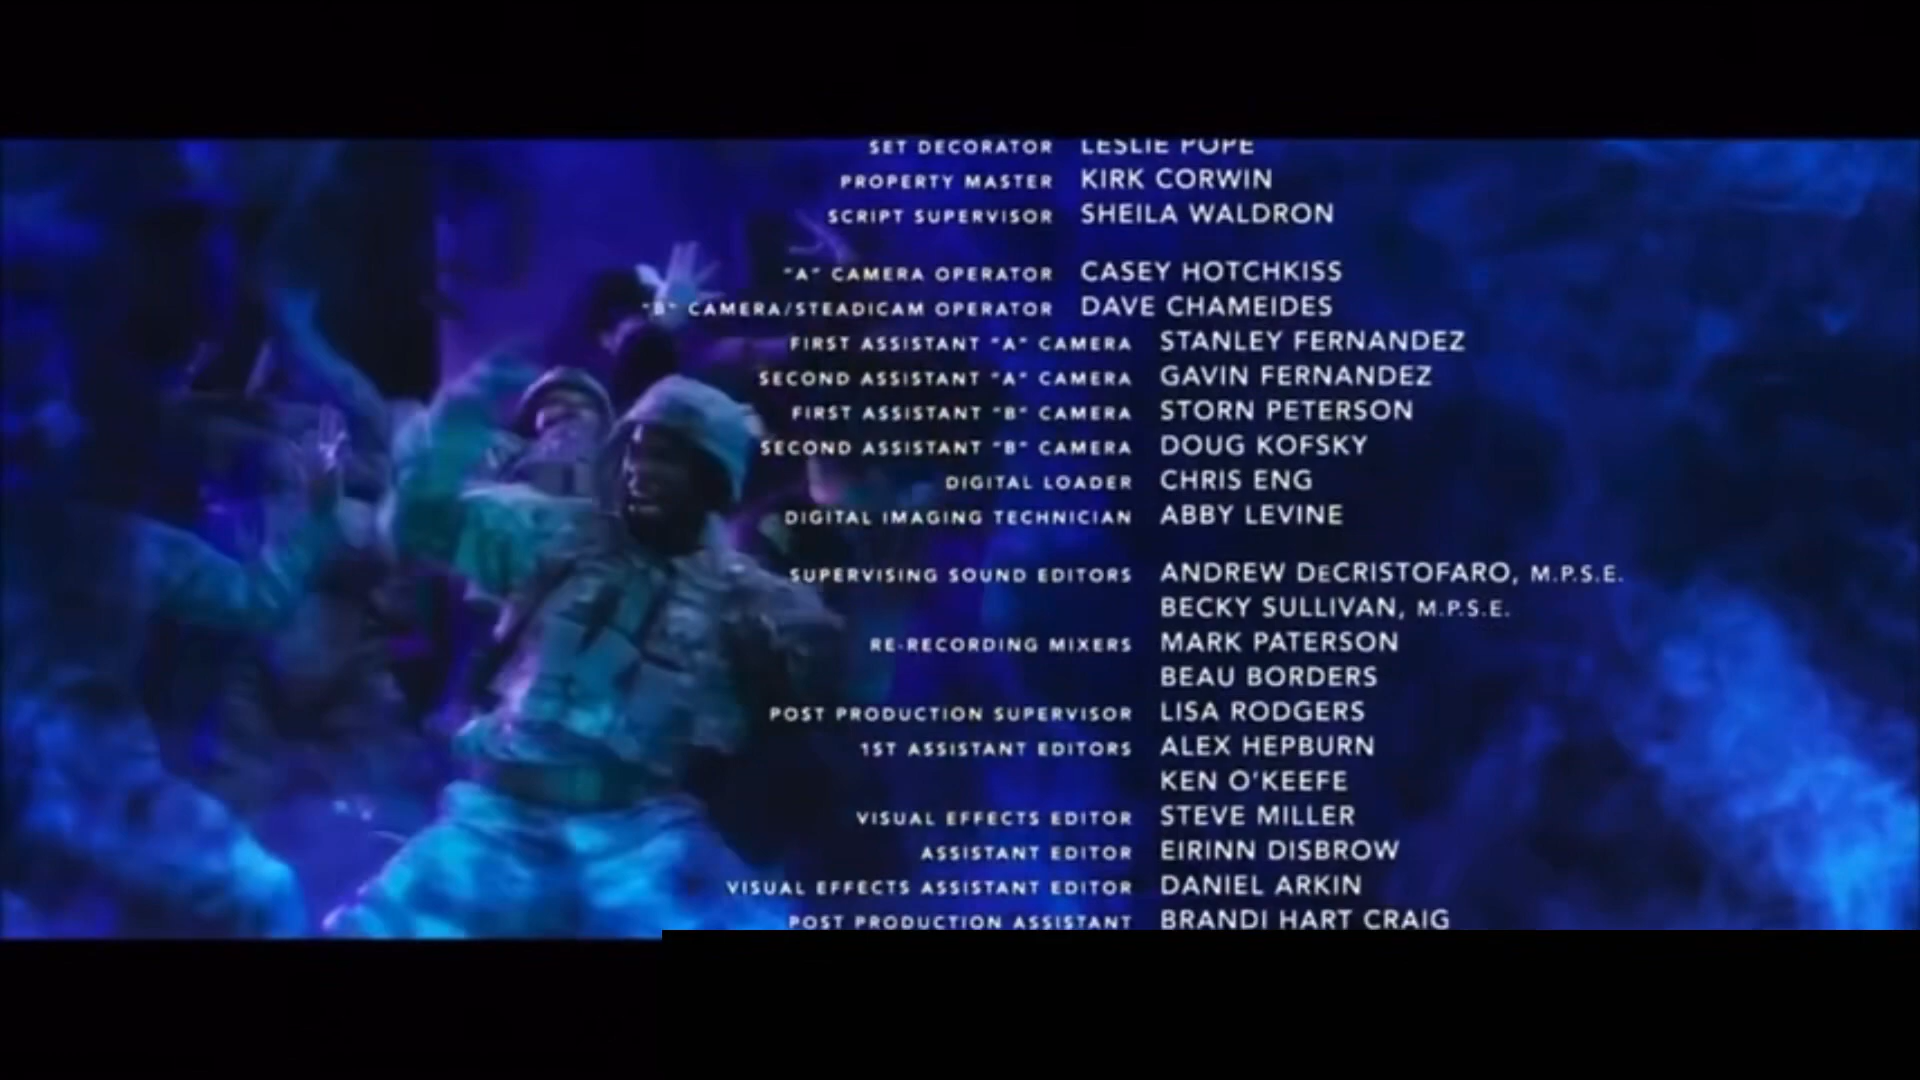 SET DECORATOR LESLIE POPE
PROPERTY MASTER KIRK CORWIN
SCRIPT SUPERVISOR SHEILA WALDRON
"A" CAMERA OPERATOR CASEY HOTCHKISS
"B" CAMERA/STEADICAM OPERATOR DAVE CHAMEIDES
FIRST ASSISTANT "A" CAMERA STANLEY FERNANDEZ
SECOND ASSISTANT "A" CAMERA GAVIN FERNANDEZ
FIRST ASSISTANT "B" CAMERA STORN PETERSON
SECOND ASSISTANT "B" CAMERA DOUG KOFSKY
DIGITAL LOADER CHRIS ENG
DIGITAL IMAGING TECHNICIAN ABBY LEVINE
SUPERVISING SOUND EDITORS ANDREW DeCRISTOFARO, M.P.S.E.
BECKY SULLIVAN, M.P.S.E.
RE-RECORDING MIXERS MARK PATERSON
BEAU BORDERS
POST PRODUCTION SUPERVISOR LISA RODGERS
1ST ASSISTANT EDITORS ALEX HEPBURN
KEN O'KEEFE
VISUAL EFFECTS EDITOR STEVE MILLER
ASSISTANT EDITOR EIRINN DISBROW
VISUAL EFFECTS ASSISTANT EDITOR DANIEL ARKIN
POST PRODUCTION ASSISTANT BRANDI HART CRAIG